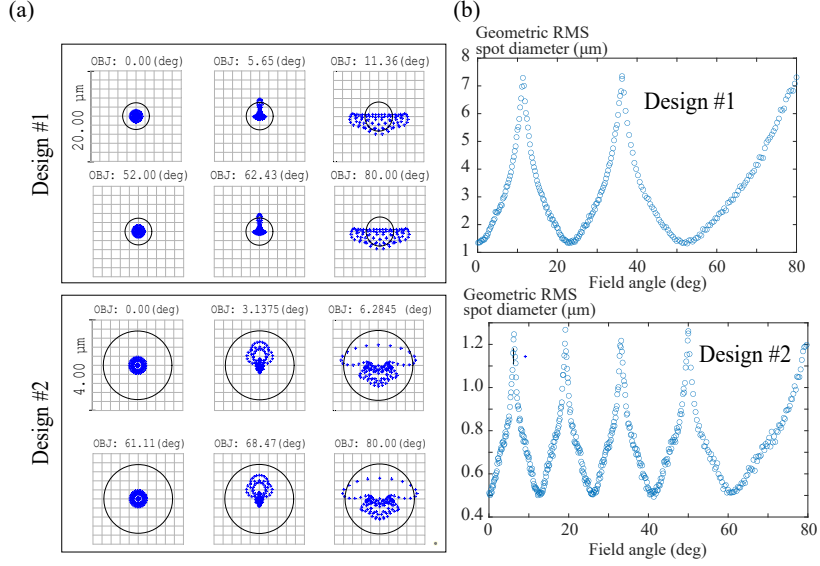 (a)
Design #1
OBJ: 0.00(deg)
OBJ: 5.65(deg)
OBJ: 11.36(deg)
20.00 μm
OBJ: 52.00(deg)
OBJ: 62.43(deg)
OBJ: 80.00(deg)
Design #2
OBJ: 0.00(deg)
OBJ: 3.1375(deg)
OBJ: 6.2845(deg)
4.00 μm
OBJ: 61.11(deg)
OBJ: 68.47(deg)
OBJ: 80.00(deg)
(b)
Geometric RMS
spot diameter (μm)
8
7
6
5
4
3
2
1
Design #1
0
20
40
60
80
Field angle (deg)
Geometric RMS
spot diameter (μm)
1.2
1.0
0.8
0.6
0.4
Design #2
0
20
40
60
80
Field angle (deg)